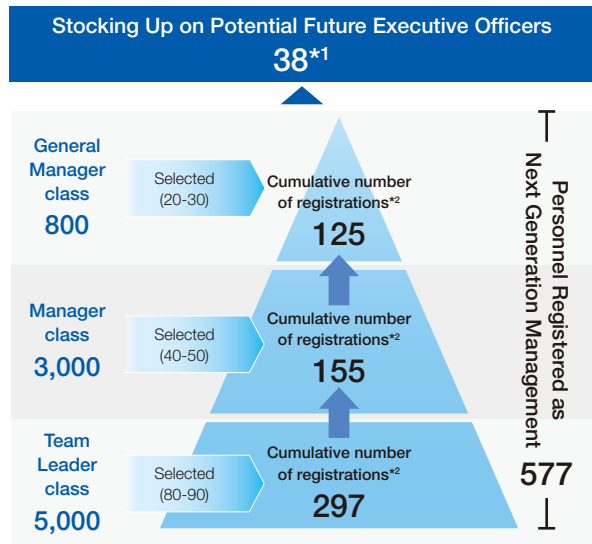 Stocking Up on Potential Future Executive Officers
38*1
General
Manager
class
800
Selected
(20-30)
Cumulative number
of registrations*2
125
Manager
class
3,000
Selected
(40-50)
Cumulative number
of registrations*2
155
Team
Leader
class
5,000
Selected
(80-90)
Cumulative number
of registrations*2
297
Personnel Registered as
Next Generation Management
577